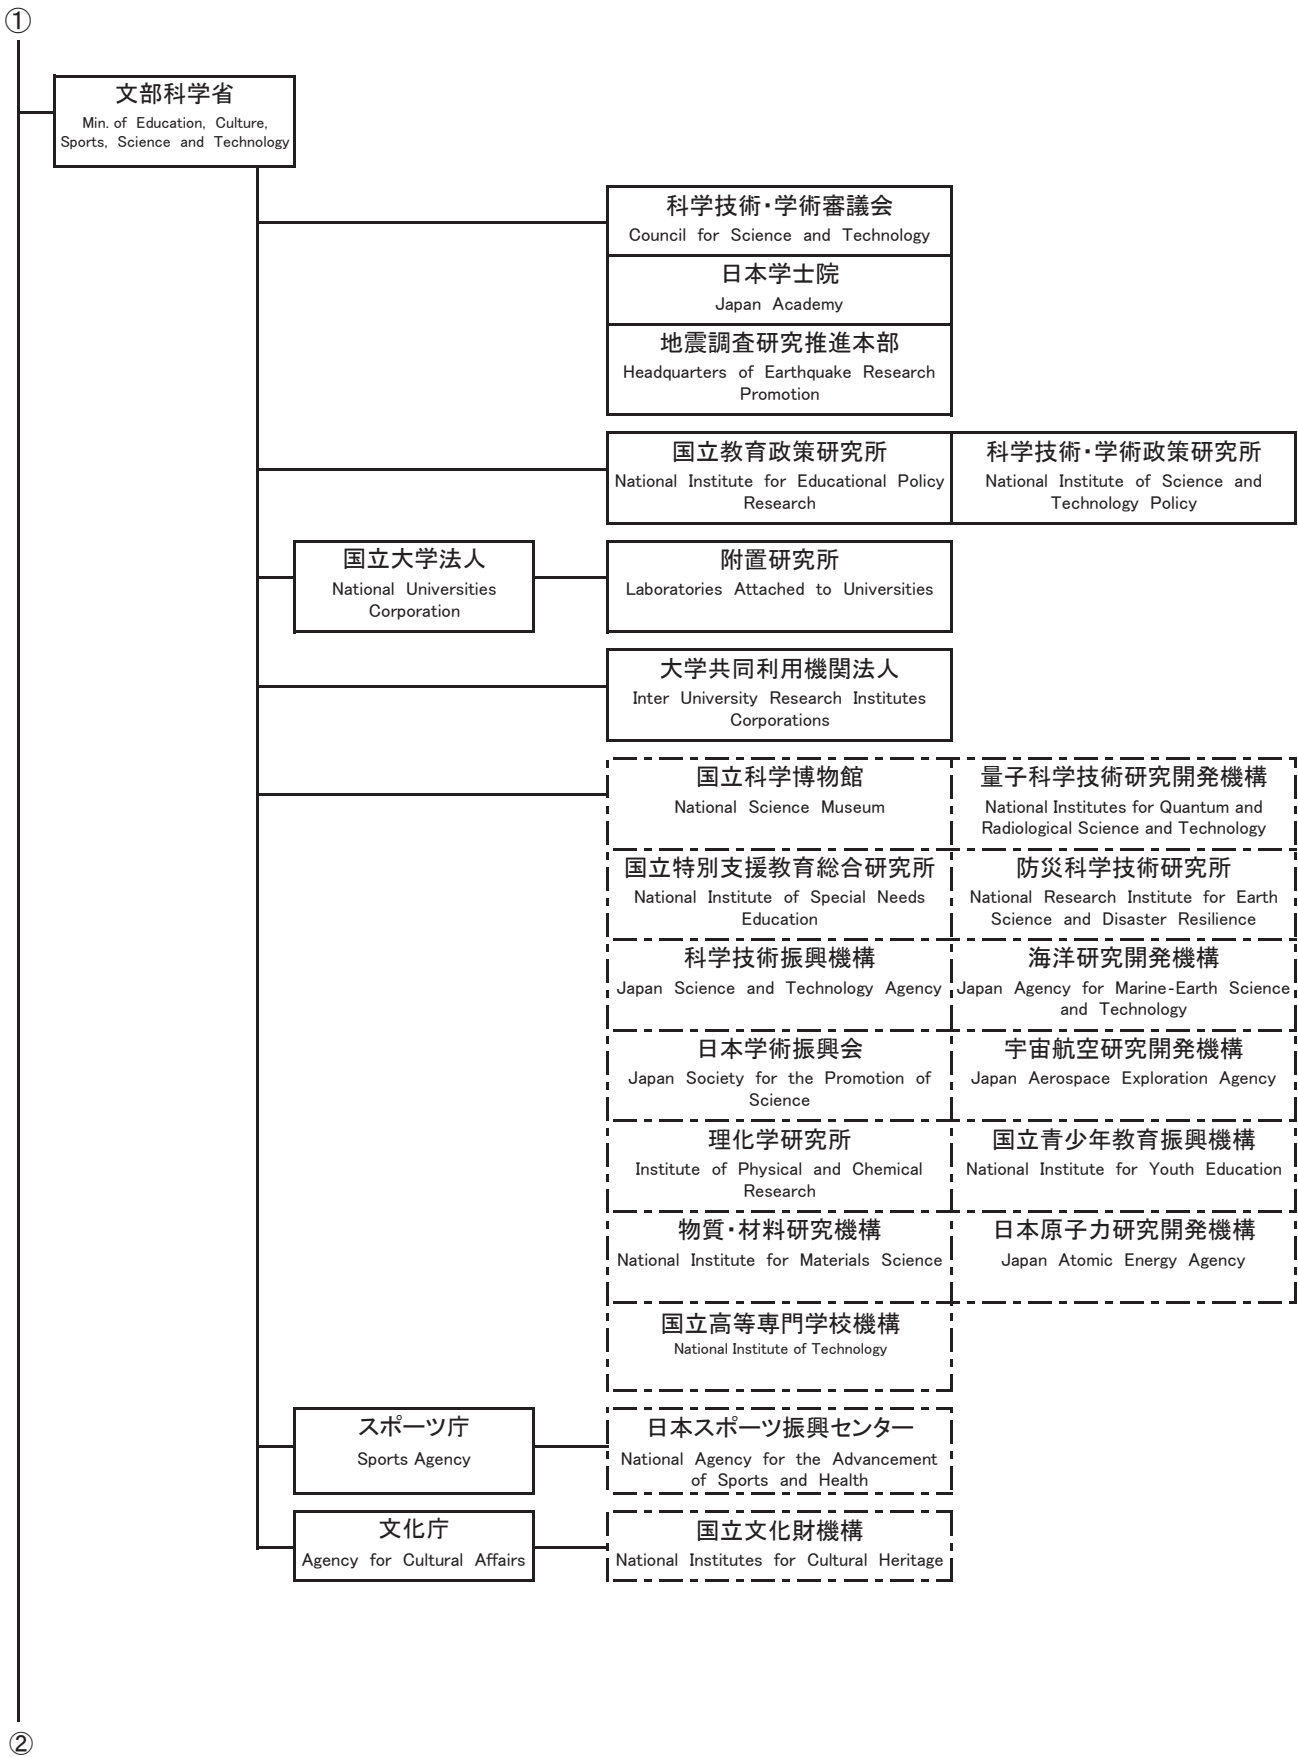 ①
文部科学省
Min. of Education, Culture,
Sports, Science and Technology
科学技術・学術審議会
Council for Science and Technology
日本学士院
Japan Academy
地震調査研究推進本部
Headquarters of Earthquake Research
Promotion
国立教育政策研究所
National Institute for Educational Policy
Research
科学技術・学術政策研究所
National Institute of Science and
Technology Policy
国立大学法人
National Universities
Corporation
附置研究所
Laboratories Attached to Universities
大学共同利用機関法人
Inter University Research Institutes
Corporations
国立科学博物館
National Science Museum
量子科学技術研究開発機構
National Institutes for Quantum and
Radiological Science and Technology
国立特別支援教育総合研究所
National Institute of Special Needs
Education
防災科学技術研究所
National Research Institute for Earth
Science and Disaster Resilience
科学技術振興機構
Japan Science and Technology Agency
海洋研究開発機構
Japan Agency for Marine-Earth Science
and Technology
日本学術振興会
Japan Society for the Promotion of
Science
宇宙航空研究開発機構
Japan Aerospace Exploration Agency
理化学研究所
Institute of Physical and Chemical
Research
国立青少年教育振興機構
National Institute for Youth Education
物質・材料研究機構
National Institute for Materials Science
日本原子力研究開発機構
Japan Atomic Energy Agency
国立高等専門学校機構
National Institute of Technology
スポーツ庁
Sports Agency
日本スポーツ振興センター
National Agency for the Advancement
of Sports and Health
文化庁
Agency for Cultural Affairs
国立文化財機構
National Institutes for Cultural Heritage
②